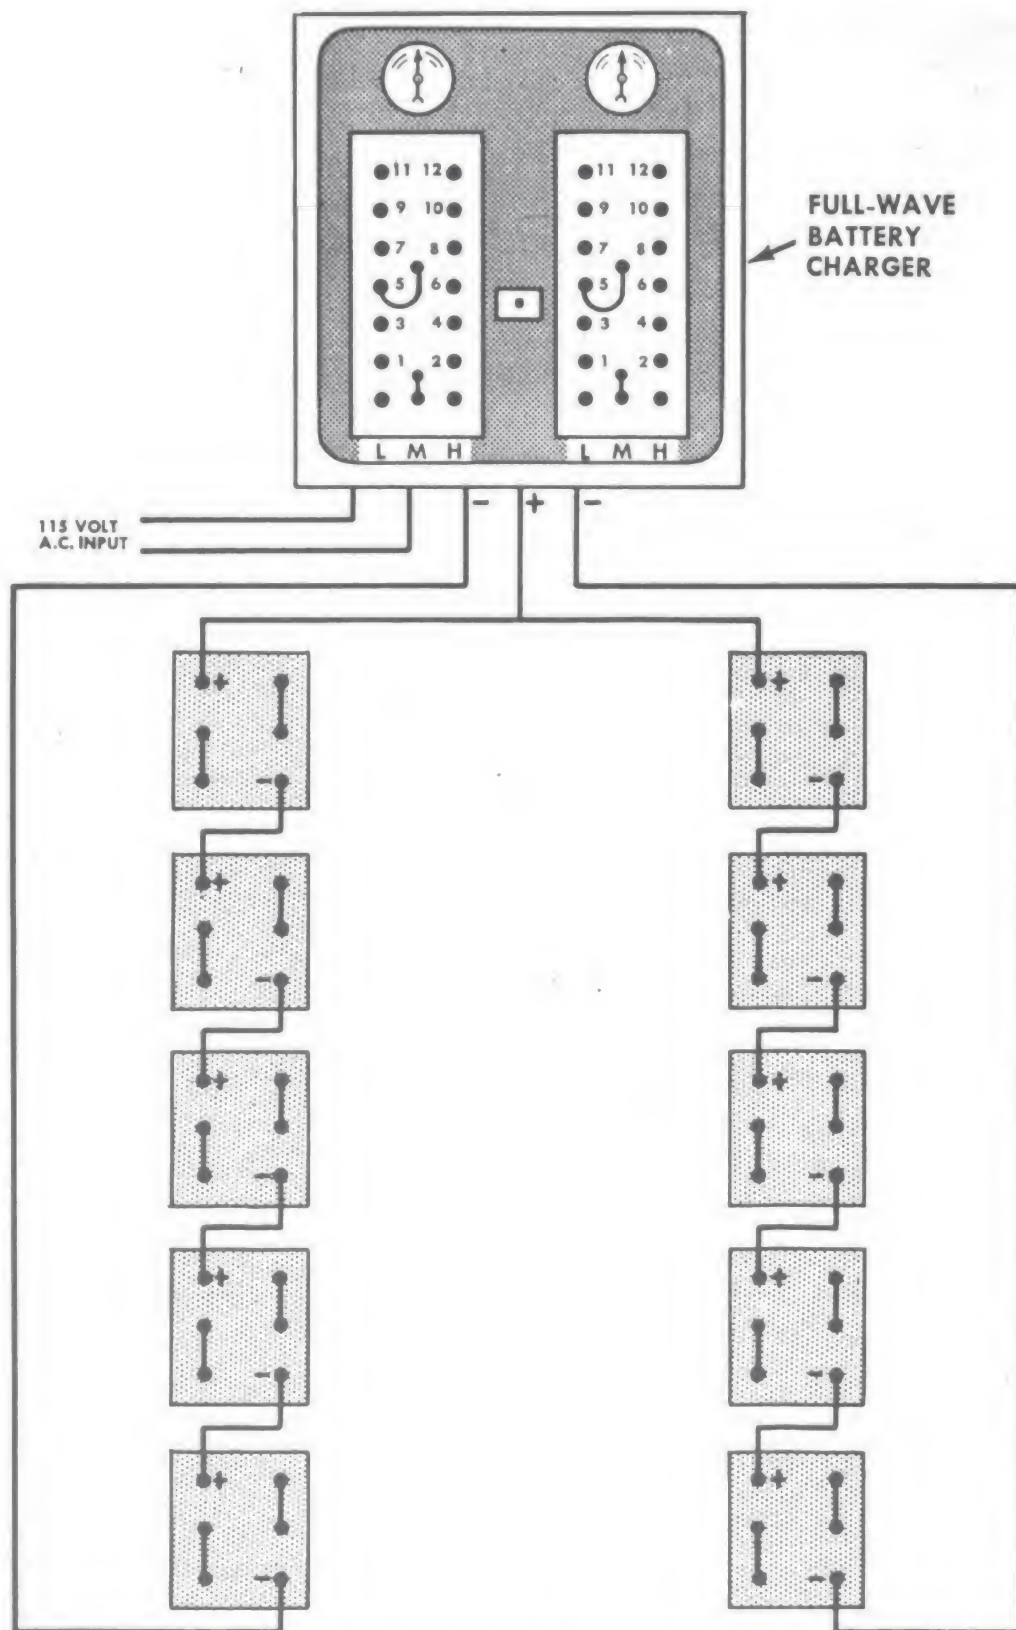 11 12 11 12
9 10 9 10
7 8 7 8
5 6 5 6
3 4 3 4
1 2 1 2
L M H L M H
FULL-WAVE
BATTERY
CHARGER
- + -
115 VOLT
A.C. INPUT
+ +
- -
+ +
- -
+ +
- -
+ +
- -
+ +
- -